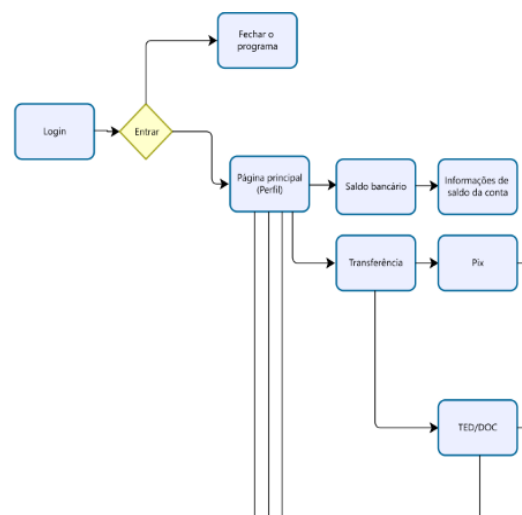 Fechar o
programa
Login
Entrar
Página principal
(Perfil)
Saldo bancário
Informações de
saldo da conta
Transferência
Pix
TED/DOC